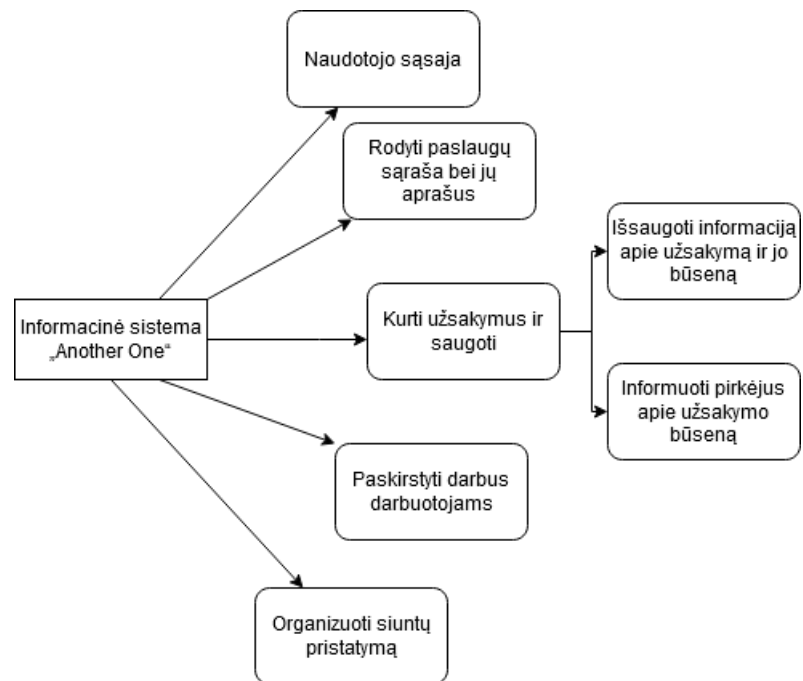 Naudotojo sąsaja
Rodyti paslaugų
sąraša bei jų
aprašus
Išsaugoti informaciją
apie užsakymą ir jo
būseną
Informacinė sistema
„Another One“
Kurti užsakymus ir
saugoti
Informuoti pirkėjus
apie užsakymo
būseną
Paskirstyti darbus
darbuotojams
Organizuoti siuntų
pristatymą